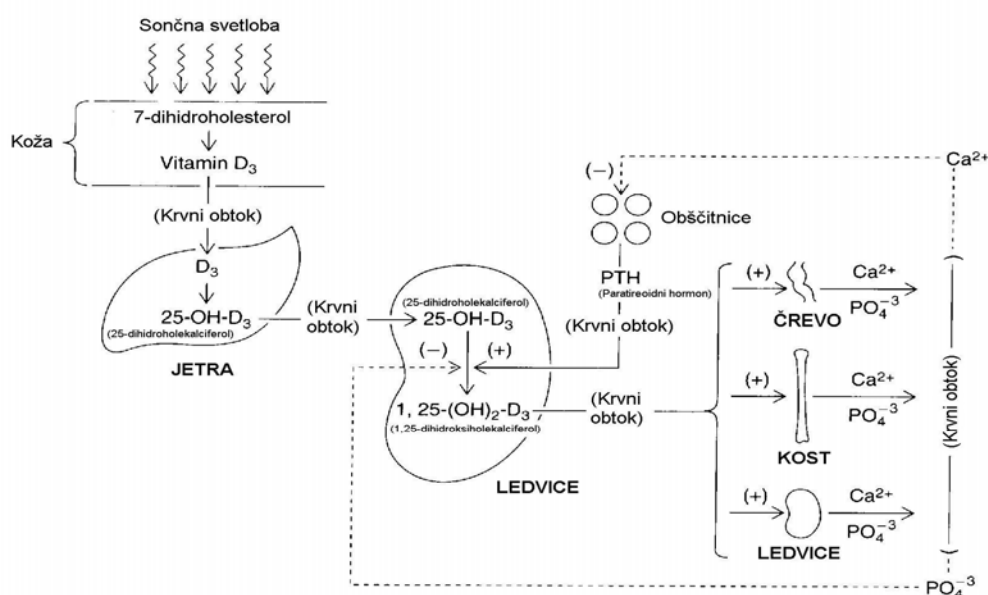 Sončna svetloba
7-dihidroholesterol
Koža
Vitamin D₃
(Krvni obtok)
D₃
25-OH-D₃
(25-dihidroholekalciferol)
JETRA
(Krvni
obtok)
(25-dihidroholekalciferol)
25-OH-D₃
(−)
(+)
1, 25-(OH)₂-D₃
(1,25-dihidroksiholekalciferol)
LEDVICE
(−)
Obščitnice
PTH
(Paratireoidni hormon)
(Krvni obtok)
(Krvni
obtok)
(+)
ČREVO
Ca²⁺
PO₄⁻³
(+)
KOST
Ca²⁺
PO₄⁻³
(+)
LEDVICE
Ca²⁺
PO₄⁻³
Ca²⁺
(Krvni obtok)
PO₄⁻³